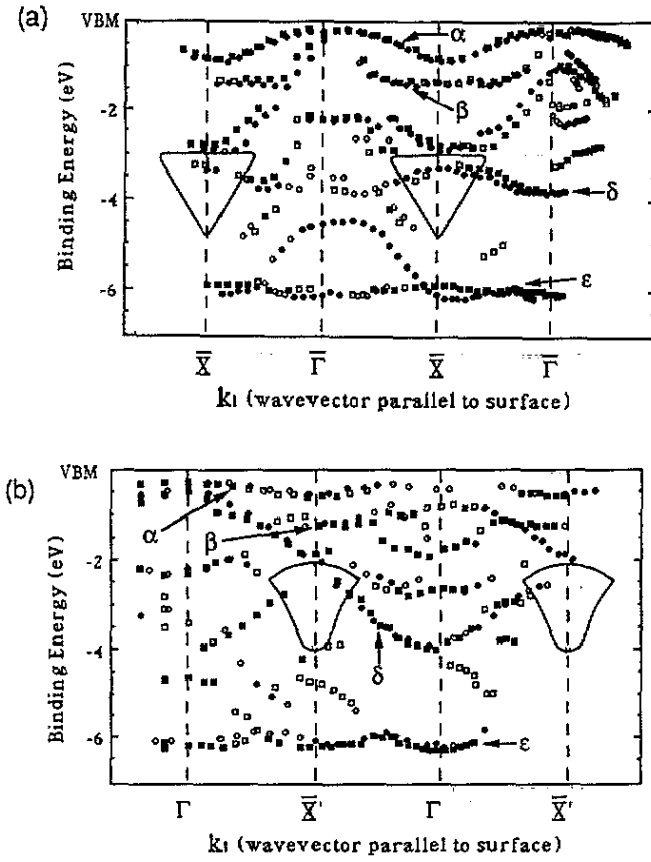 (a)
VBM
α
β
-2
-4
δ
ε
-6
Binding Energy (eV)
X̅ Γ̅ X̅ Γ̅
k∥ (wavevector parallel to surface)
(b)
VBM
α
β
-2
-4
δ
-6
ε
Binding Energy (eV)
Γ X̅' Γ X̅'
k∥ (wavevector parallel to surface)